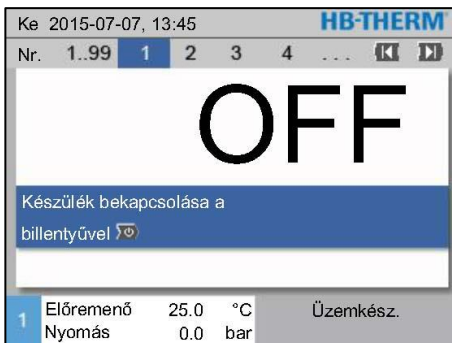 Ke 2015-07-07, 13:45 HB-THERM
Nr. 1..99 1 2 3 4 ...
OFF
Készülék bekapcsolása a
billentyűvel
1 Előremenő 25.0 °C Üzemkész.
Nyomás 0.0 bar